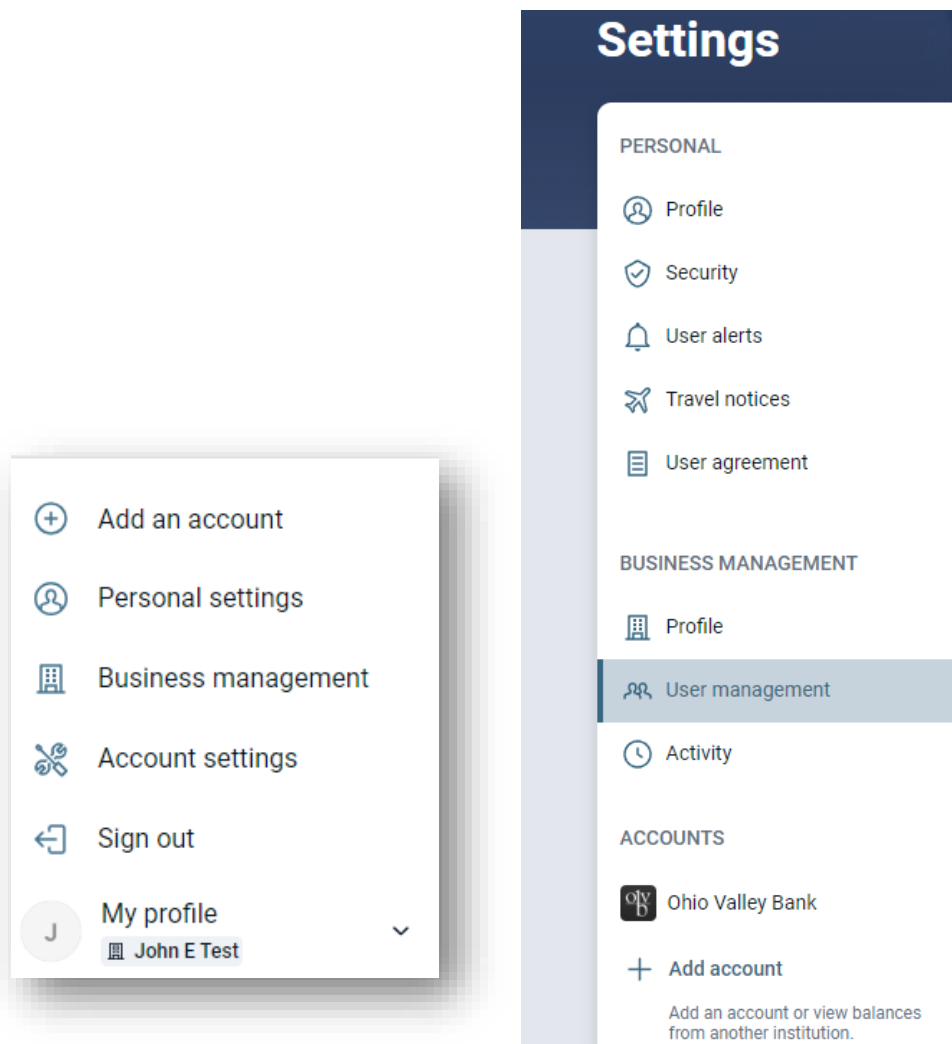 Add an account
Personal settings
Business management
Account settings
Sign out
J
My profile
John E Test
Settings
PERSONAL
Profile
Security
User alerts
Travel notices
User agreement
BUSINESS MANAGEMENT
Profile
User management
Activity
ACCOUNTS
ovb
Ohio Valley Bank
Add account
Add an account or view balances
from another institution.